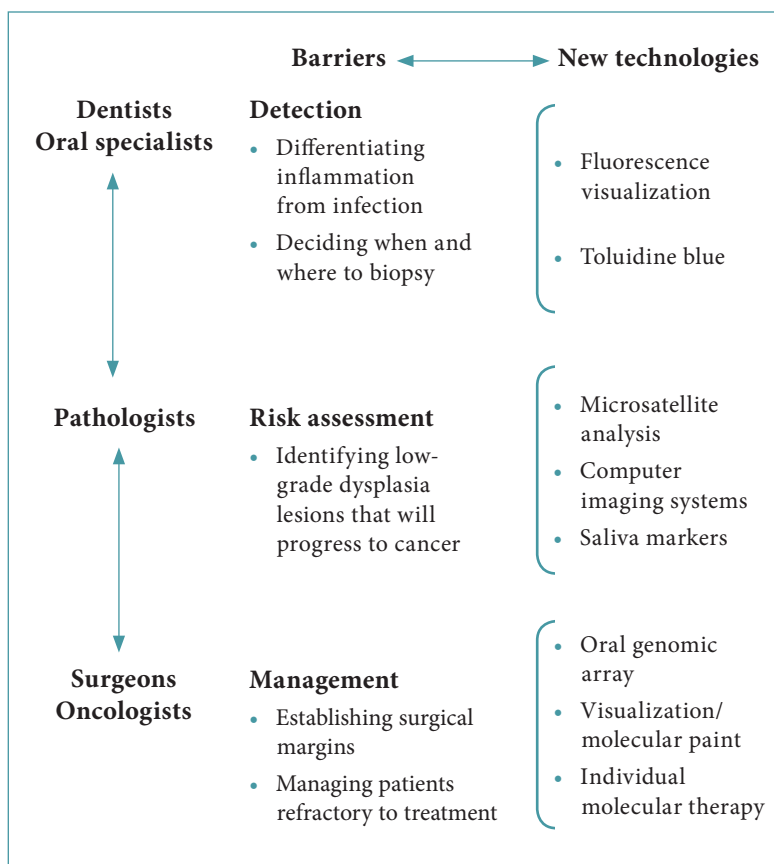 Barriers New technologies
Dentists
Oral specialists
Detection
• Differentiating
inflammation
from infection
• Deciding when and
where to biopsy
• Fluorescence
visualization
• Toluidine blue
Pathologists
Risk assessment
• Identifying low-
grade dysplasia
lesions that will
progress to cancer
• Microsatellite
analysis
• Computer
imaging systems
• Saliva markers
Surgeons
Oncologists
Management
• Establishing surgical
margins
• Managing patients
refractory to treatment
• Oral genomic
array
• Visualization/
molecular paint
• Individual
molecular therapy